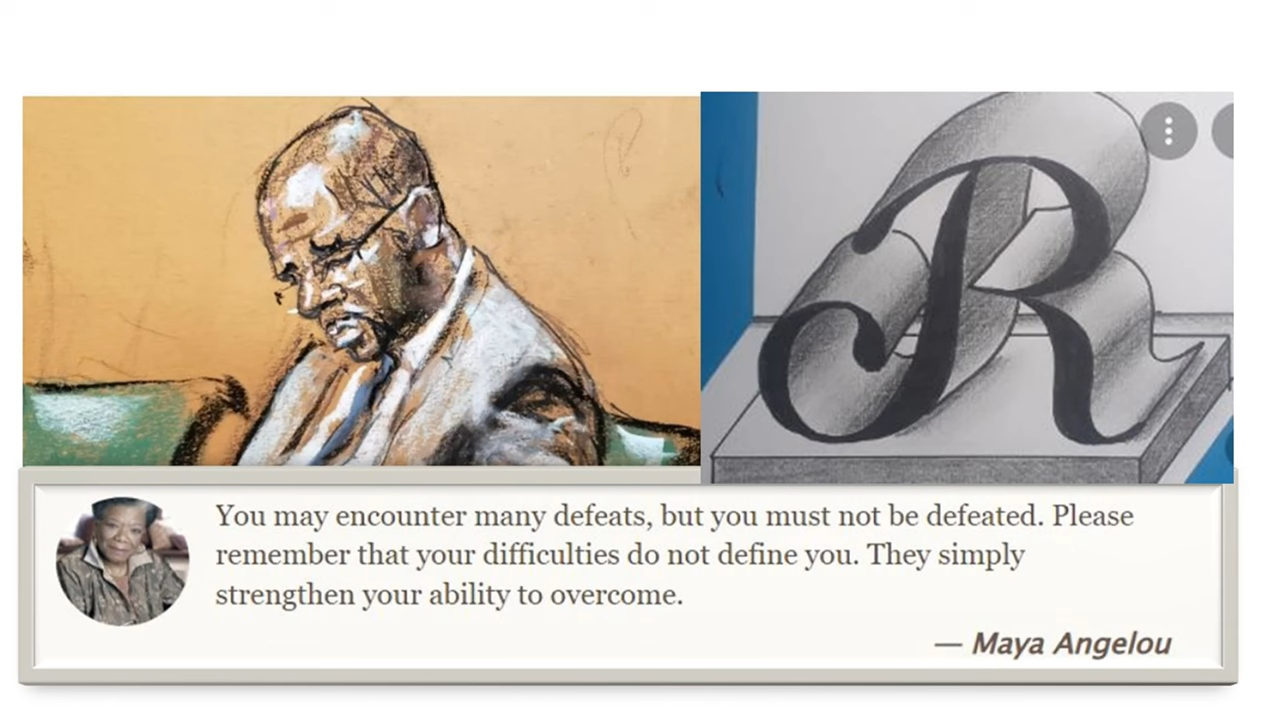 R
You may encounter many defeats, but you must not be defeated. Please
remember that your difficulties do not define you. They simply
strengthen your ability to overcome.
— Maya Angelou